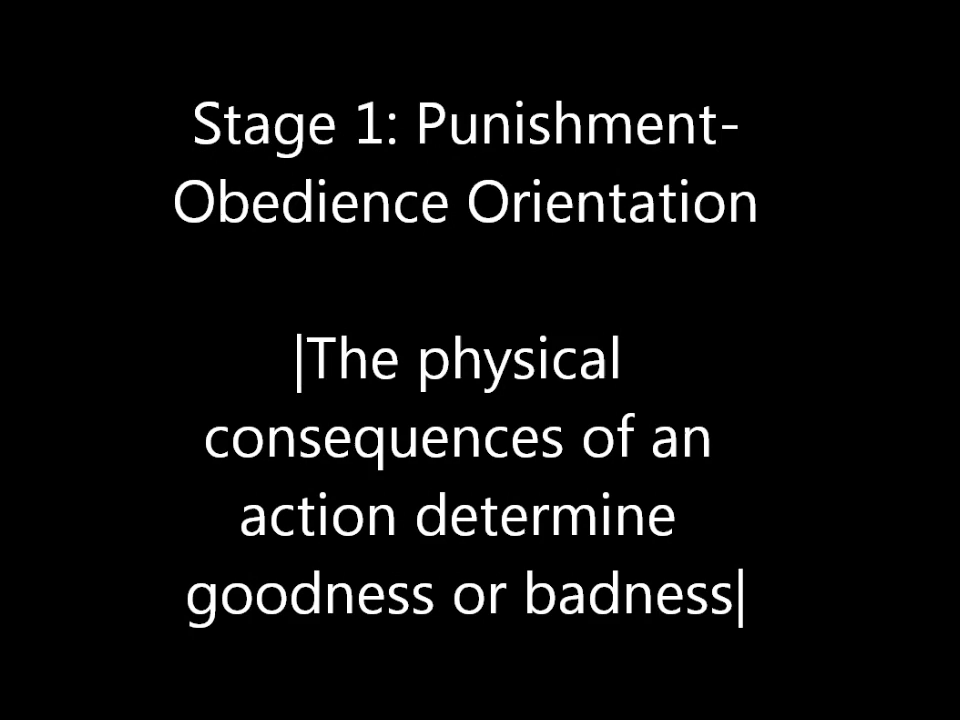 Stage 1: Punishment-
Obedience Orientation
|The physical
consequences of an
action determine
goodness or badness|